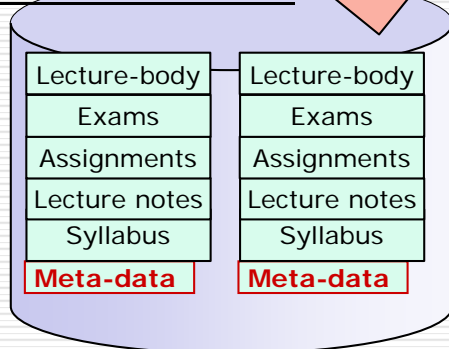 Lecture-body Lecture-body
Exams Exams
Assignments Assignments
Lecture notes Lecture notes
Syllabus Syllabus
Meta-data Meta-data